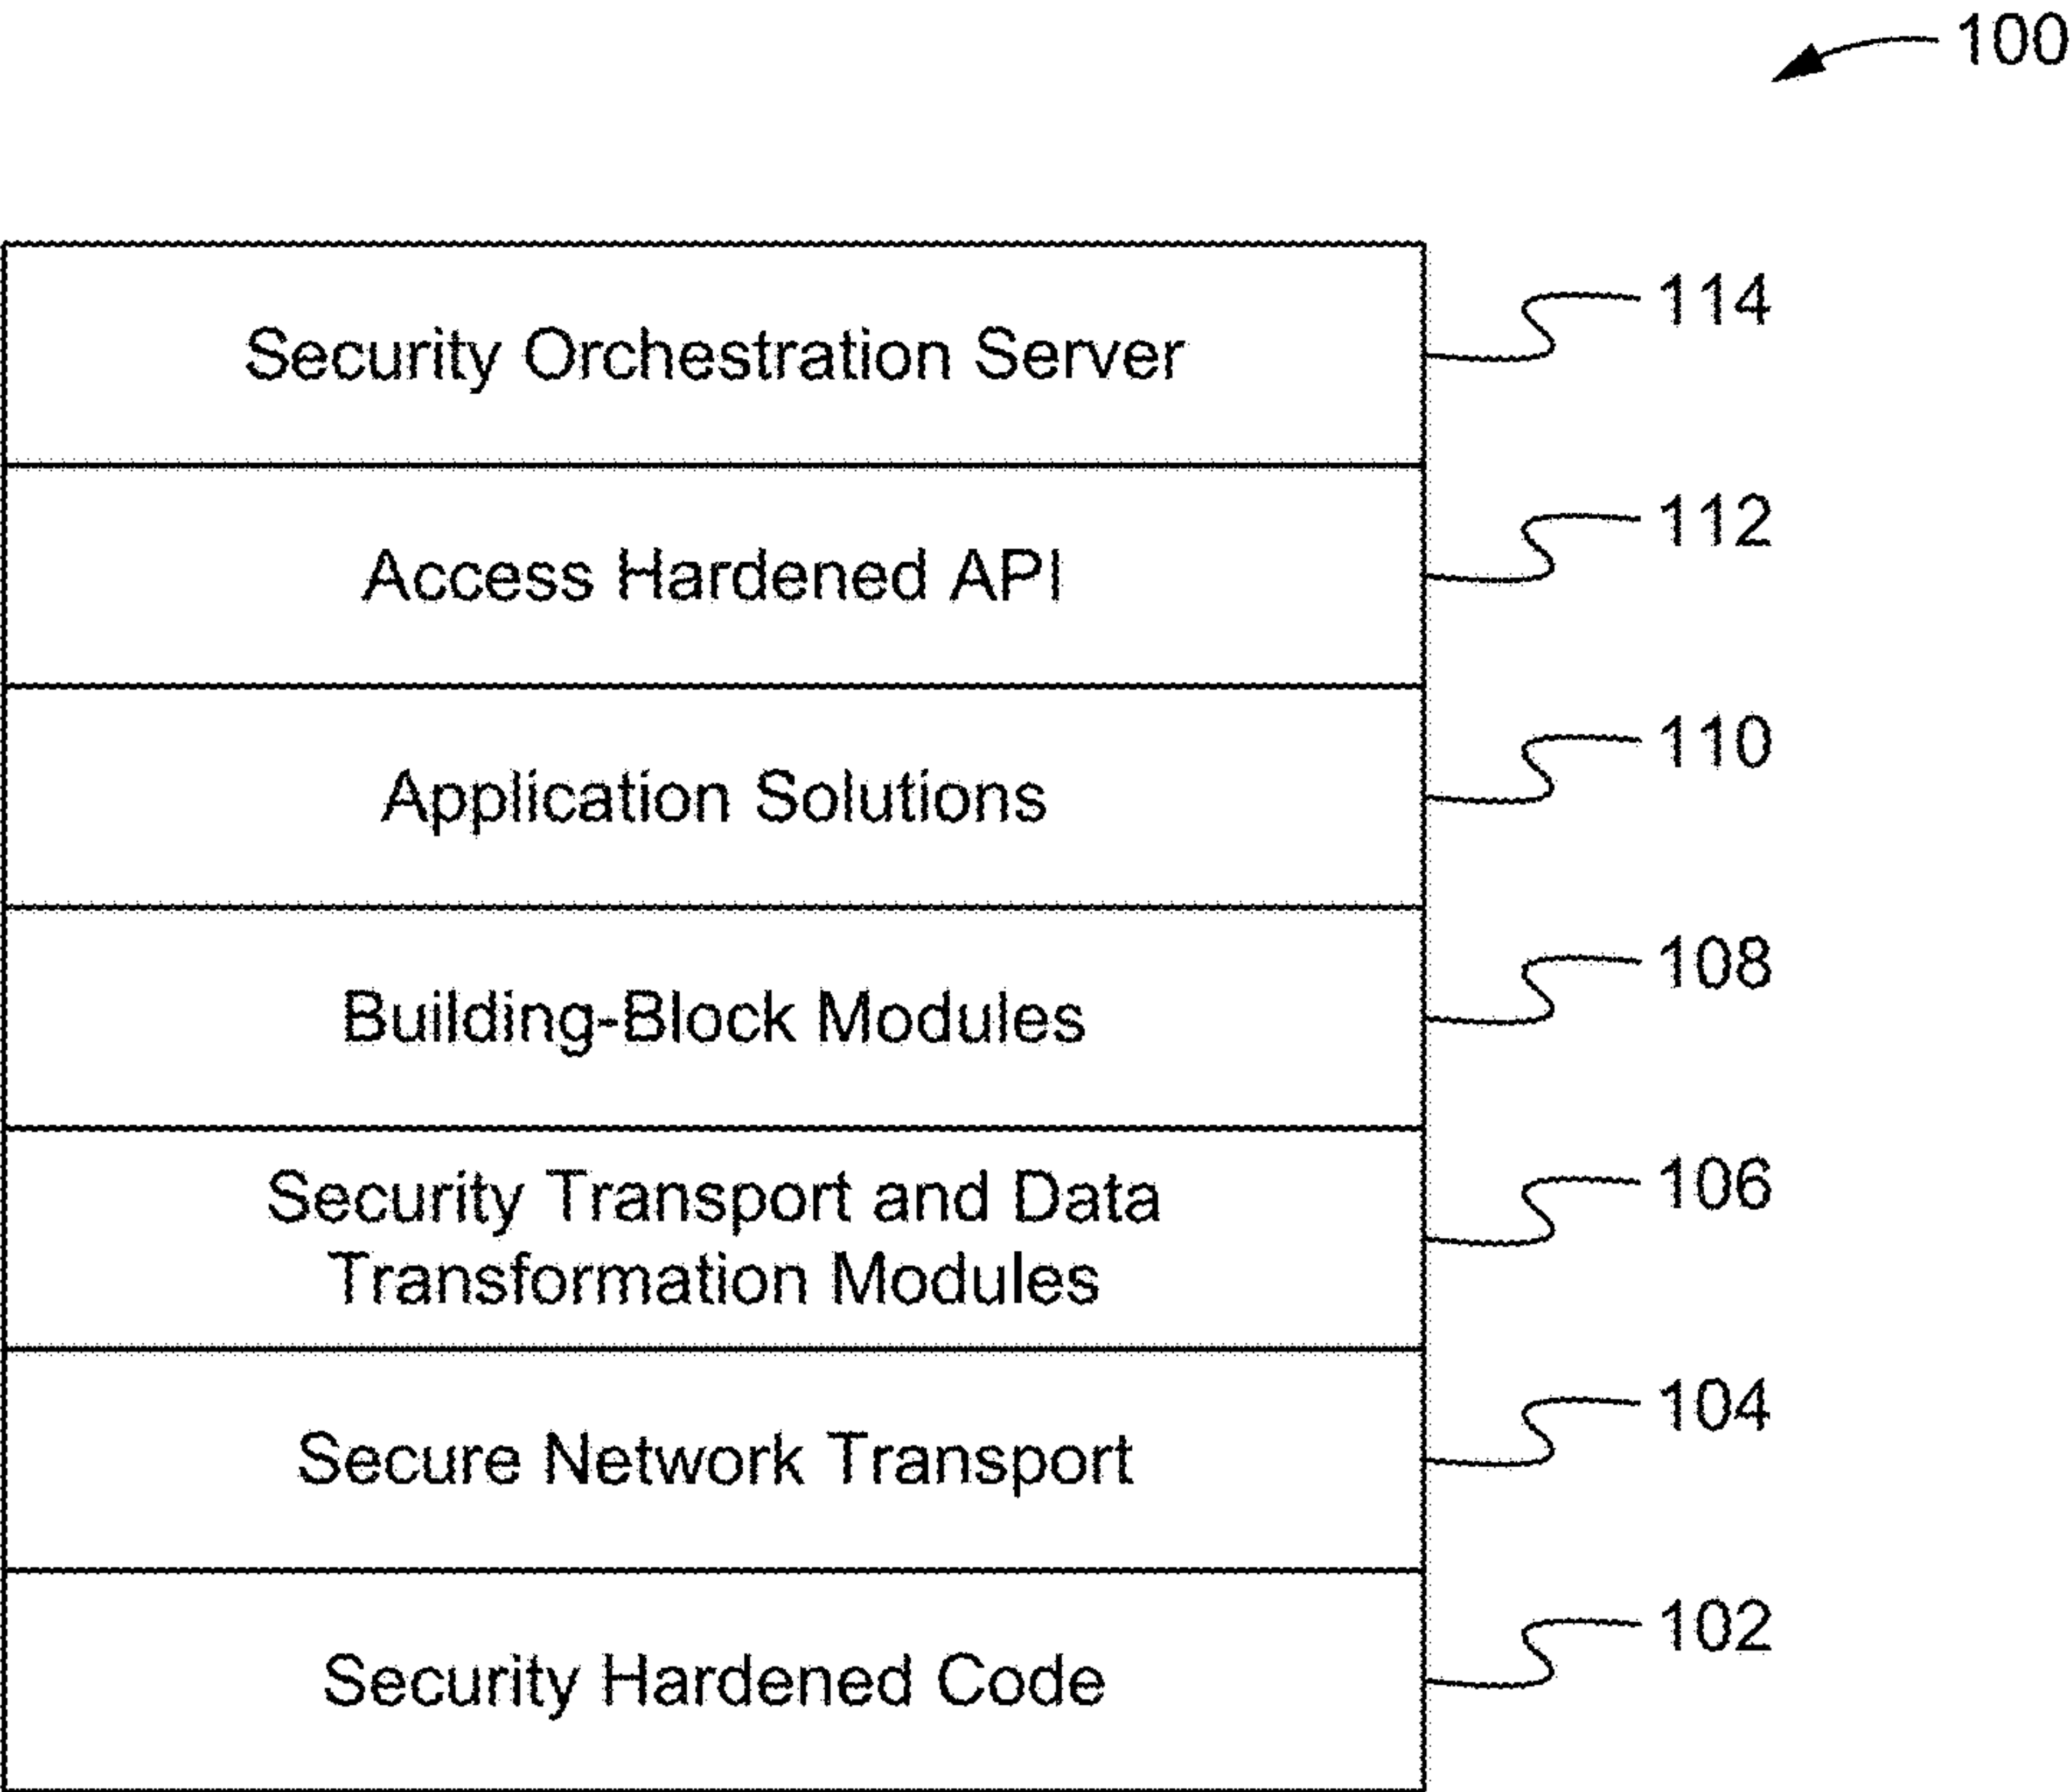 100
Security Orchestration Server
114
Access Hardened API
112
Application Solutions
110
Building-Block Modules
108
Security Transport and Data
Transformation Modules
106
Secure Network Transport
104
Security Hardened Code
102